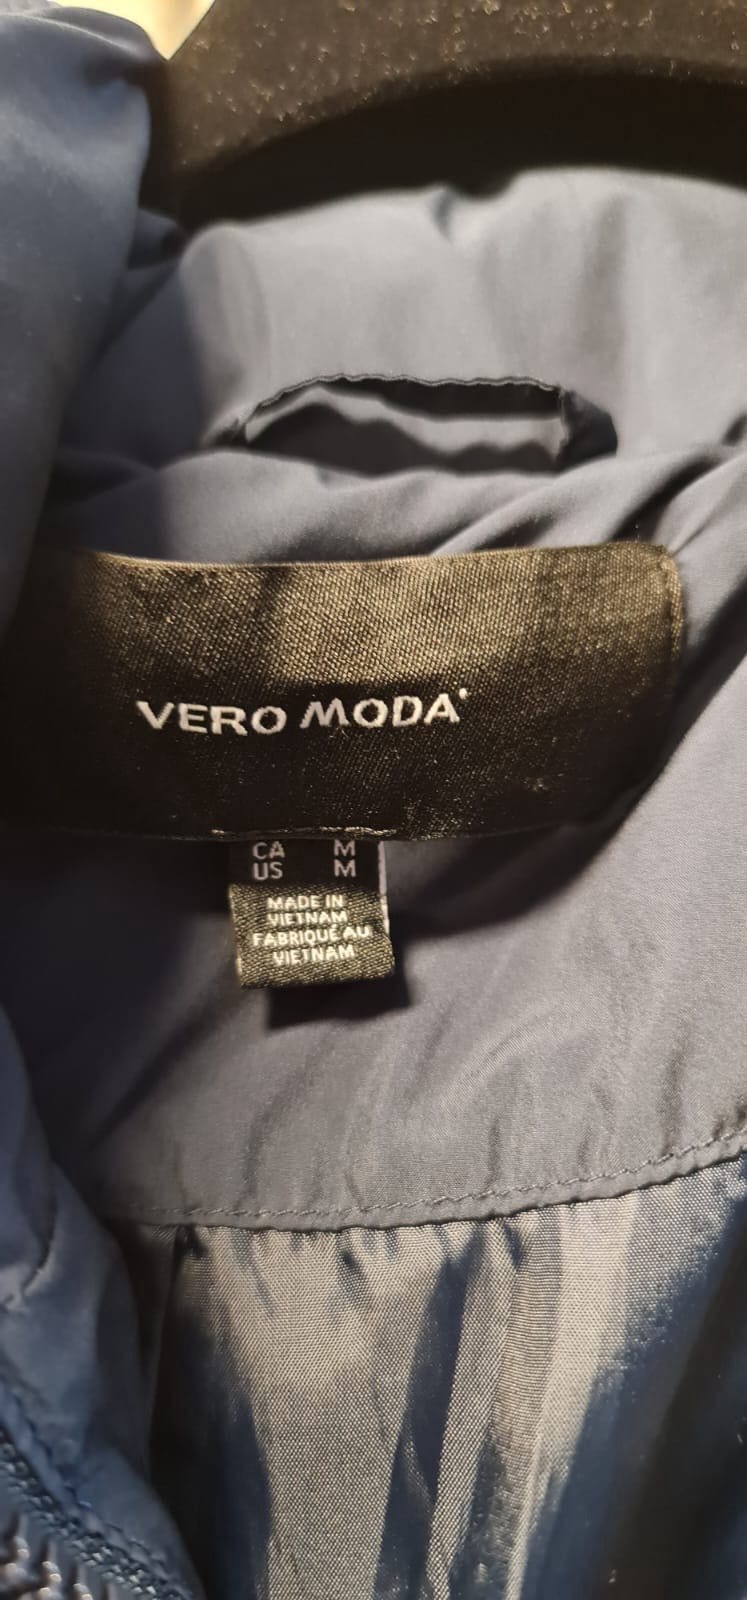 VERO MODA
CA M
US M
MADE IN
VIETNAM
FABRIQUÉ AU
VIETNAM